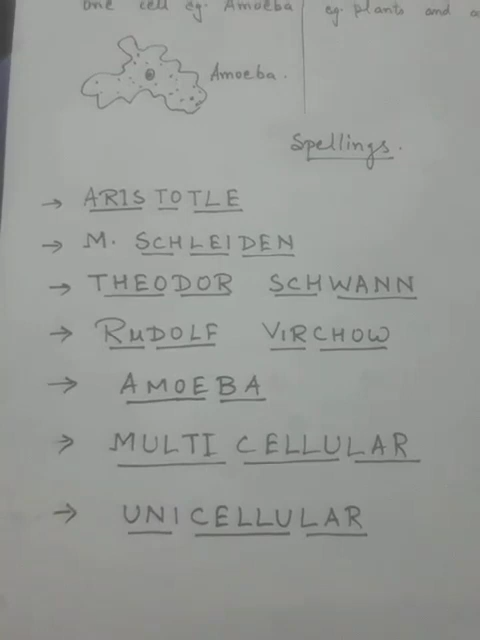 one cell eg. Amoeba eg. plants and
Amoeba.
Spellings.
→ ARISTOTLE
→ M. SCHLEIDEN
→ THEODOR SCHWANN
→ RUDOLF VIRCHOW
→ AMOEBA
→ MULTI CELLULAR
→ UNICELLULAR